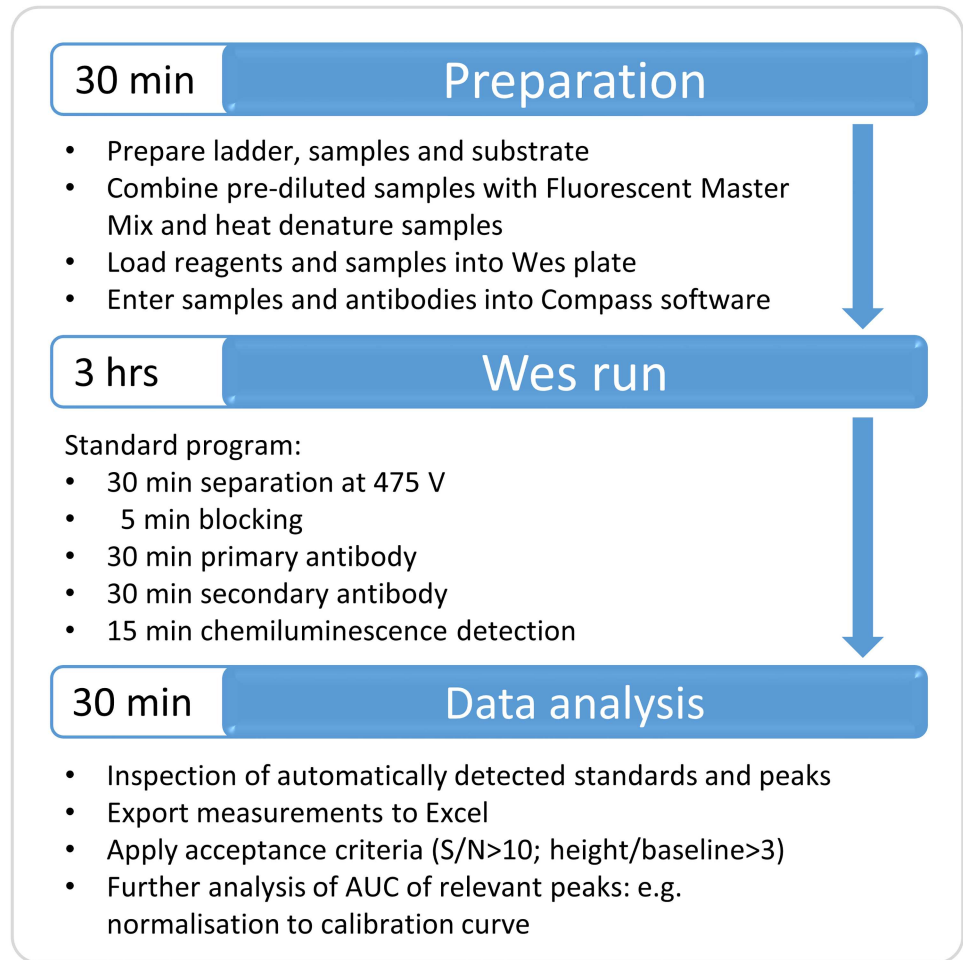 30 min
Preparation
• Prepare ladder, samples and substrate
• Combine pre-diluted samples with Fluorescent Master
Mix and heat denature samples
• Load reagents and samples into Wes plate
• Enter samples and antibodies into Compass software
3 hrs
Wes run
Standard program:
• 30 min separation at 475 V
• 5 min blocking
• 30 min primary antibody
• 30 min secondary antibody
• 15 min chemiluminescence detection
30 min
Data analysis
• Inspection of automatically detected standards and peaks
• Export measurements to Excel
• Apply acceptance criteria (S/N>10; height/baseline>3)
• Further analysis of AUC of relevant peaks: e.g.
normalisation to calibration curve